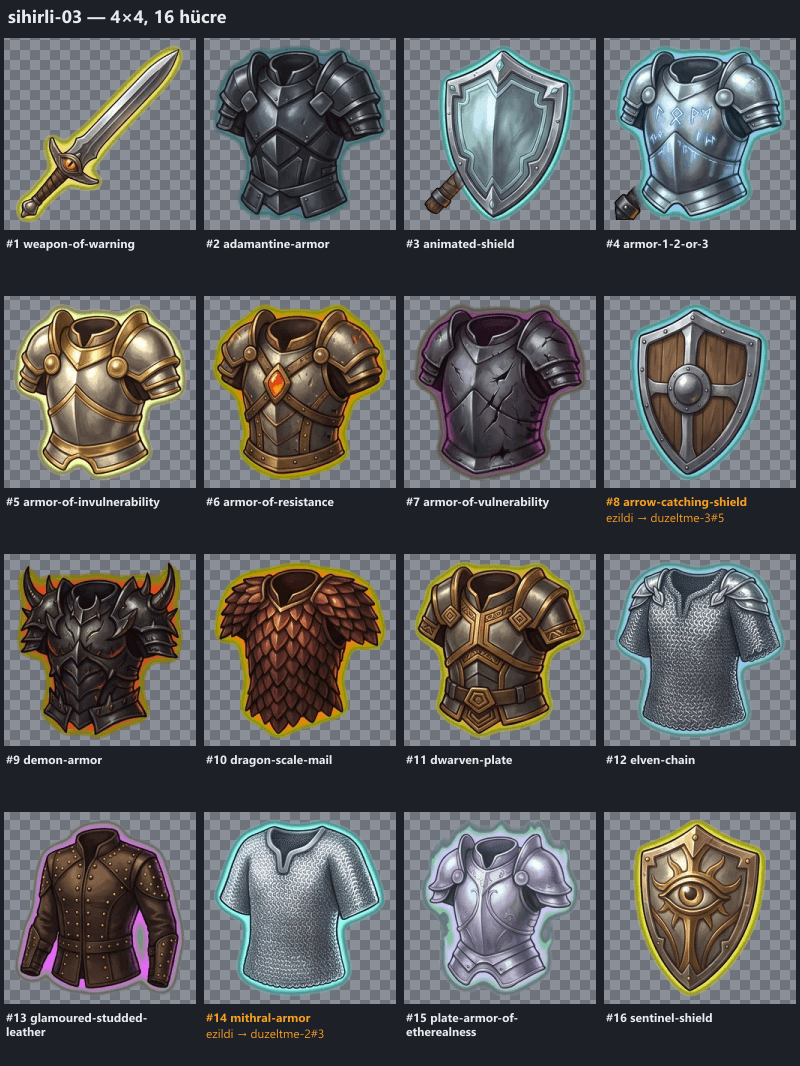 sihirli-03 — 4×4, 16 hücre
#1 weapon-of-warning
#2 adamantine-armor
#3 animated-shield
#4 armor-1-2-or-3
#5 armor-of-invulnerability
#6 armor-of-resistance
#7 armor-of-vulnerability
#8 arrow-catching-shield
ezildi → duzeltme-3#5
#9 demon-armor
#10 dragon-scale-mail
#11 dwarven-plate
#12 elven-chain
#13 glamoured-studded-
leather
#14 mithral-armor
ezildi → duzeltme-2#3
#15 plate-armor-of-
etherealness
#16 sentinel-shield